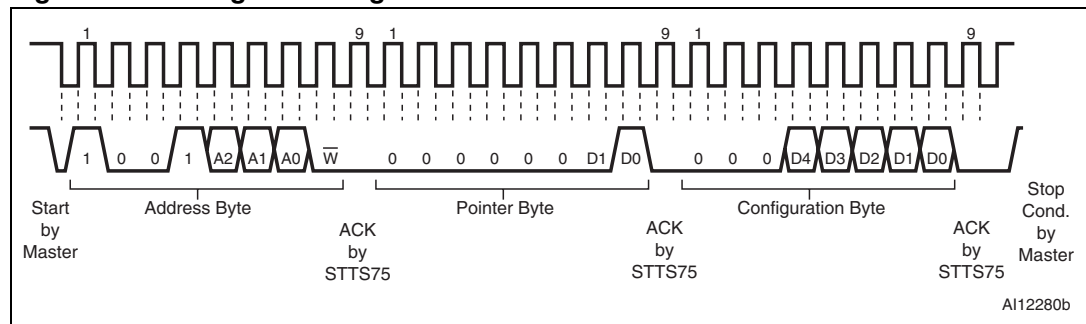 1 9 1 9 1 9
1 0 0 1 A2 A1 A0 W 0 0 0 0 0 0 D1 D0 0 0 0 D4 D3 D2 D1 D0
Start
by
Master
Address Byte
ACK
by
STTS75
Pointer Byte
ACK
by
STTS75
Configuration Byte
ACK
by
STTS75
Stop
Cond.
by
Master
AI12280b